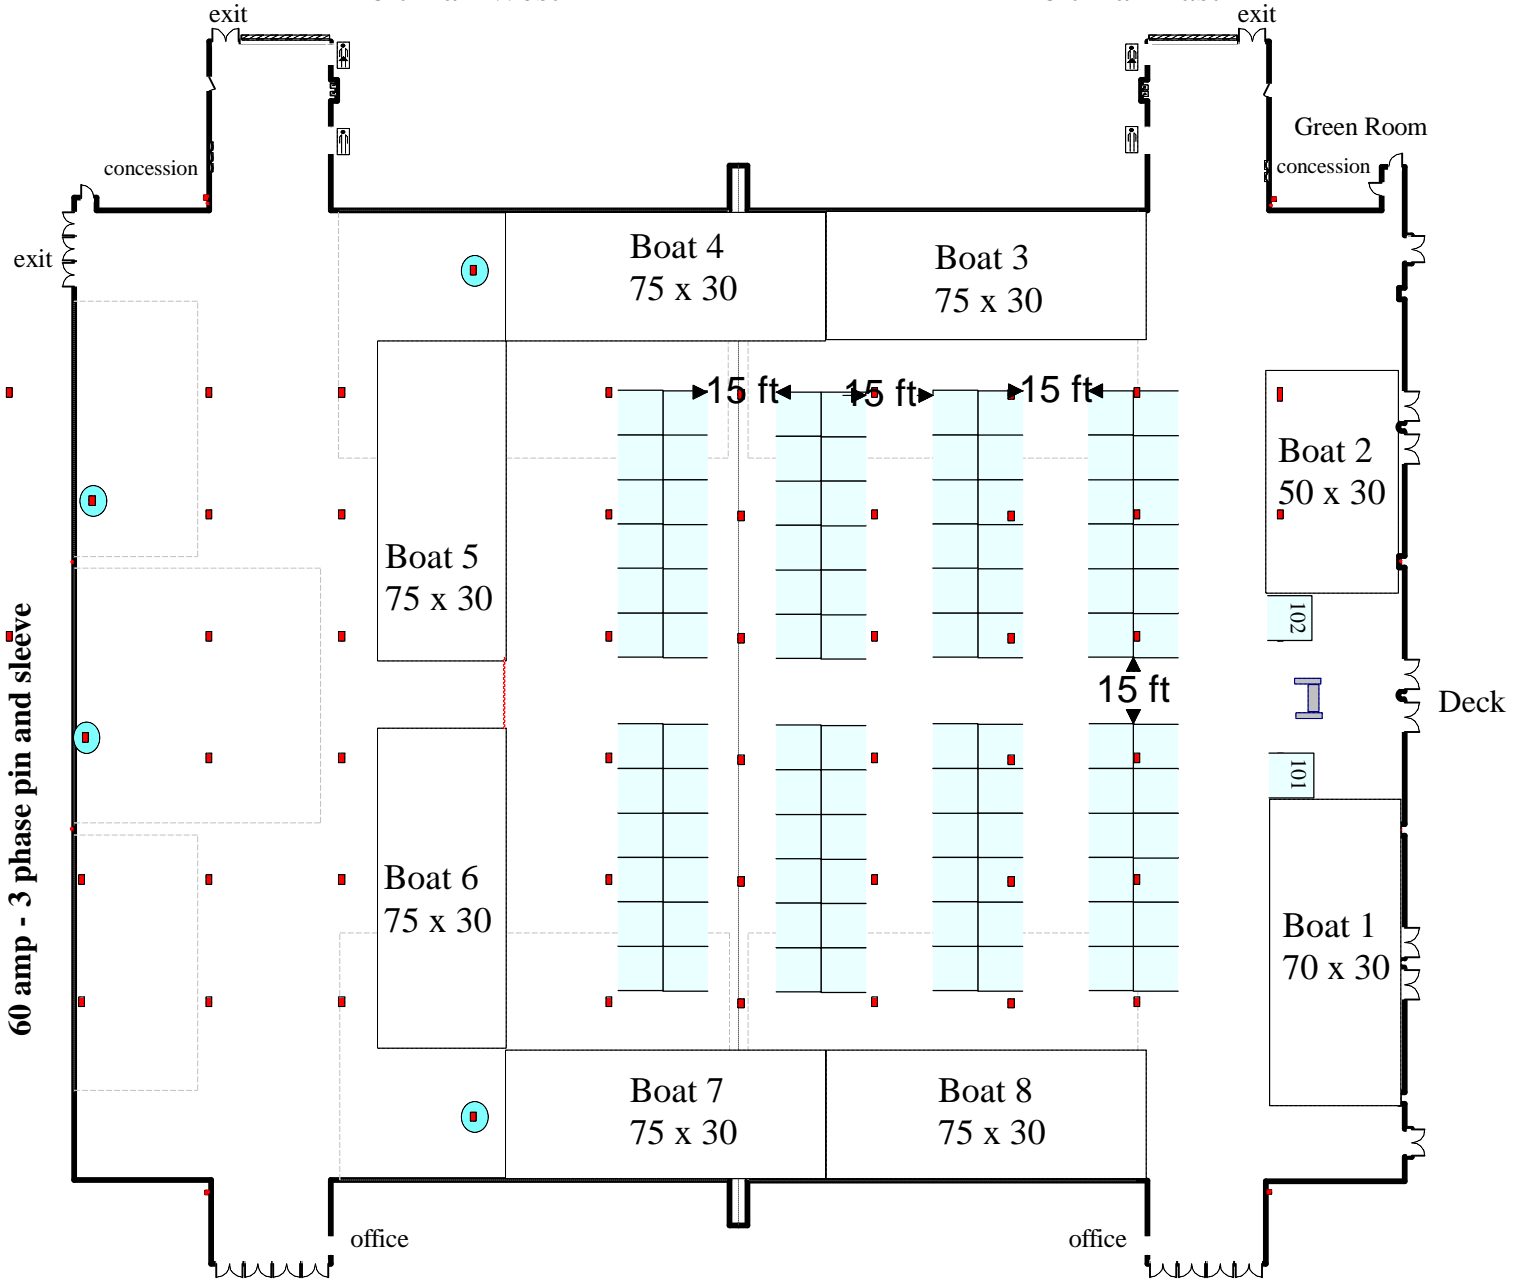 exit
exit
Green Room
concession
concession
exit
Boat 4
75 x 30
Boat 3
75 x 30
15 ft
15 ft
15 ft
Boat 2
50 x 30
Boat 5
75 x 30
102
60 amp - 3 phase pin and sleeve
15 ft
Deck
101
Boat 6
75 x 30
Boat 1
70 x 30
Boat 7
75 x 30
Boat 8
75 x 30
office
office